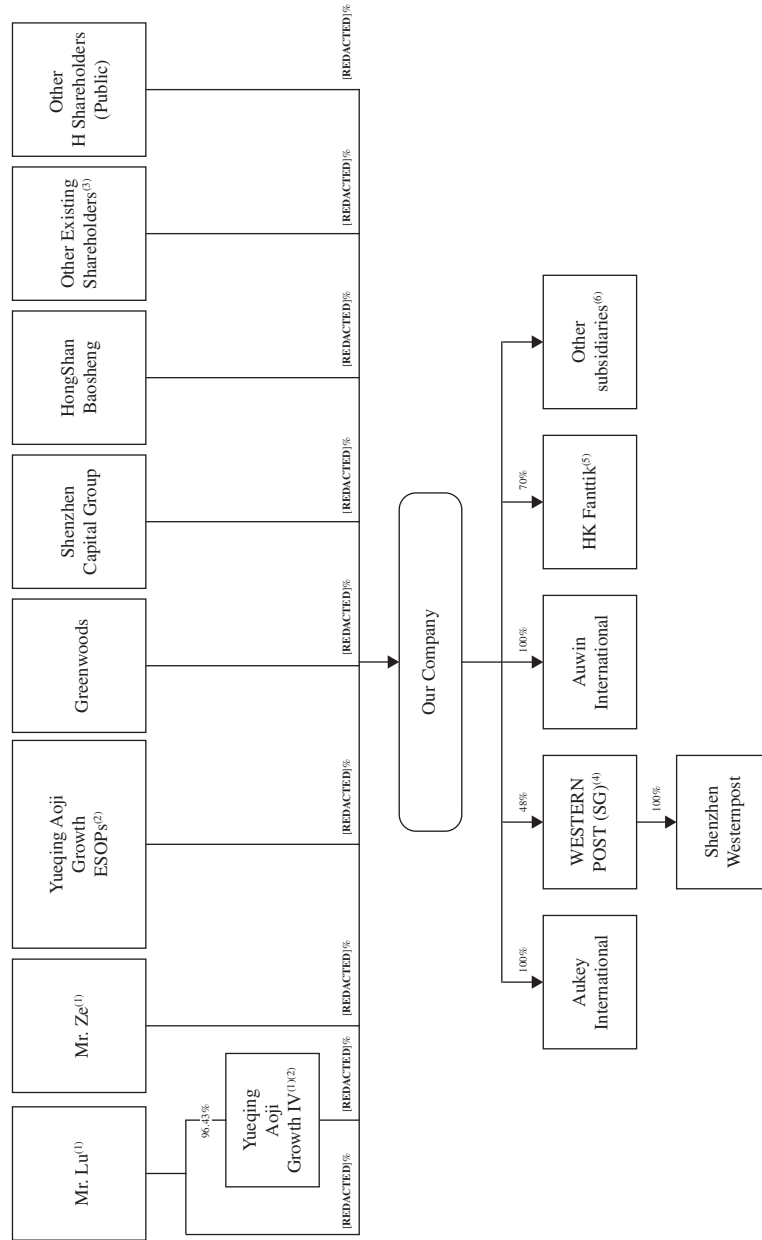 Mr. Lu(1)
Mr. Ze(1)
Yueqing Aoji
Growth
ESOPs(2)
Greenwoods
Shenzhen
Capital Group
HongShan
Baosheng
Other Existing
Shareholders(3)
Other
H Shareholders
(Public)
96.43%
Yueqing
Aoji
Growth IV(1)(2)
[REDACTED]%
[REDACTED]%
[REDACTED]%
[REDACTED]%
[REDACTED]%
[REDACTED]%
[REDACTED]%
[REDACTED]%
[REDACTED]%
Our Company
100%
48%
100%
70%
Aukey
International
WESTERN
POST (SG)(4)
Auwin
International
HK Fanttik(5)
Other
subsidiaries(6)
100%
Shenzhen
Westernpost